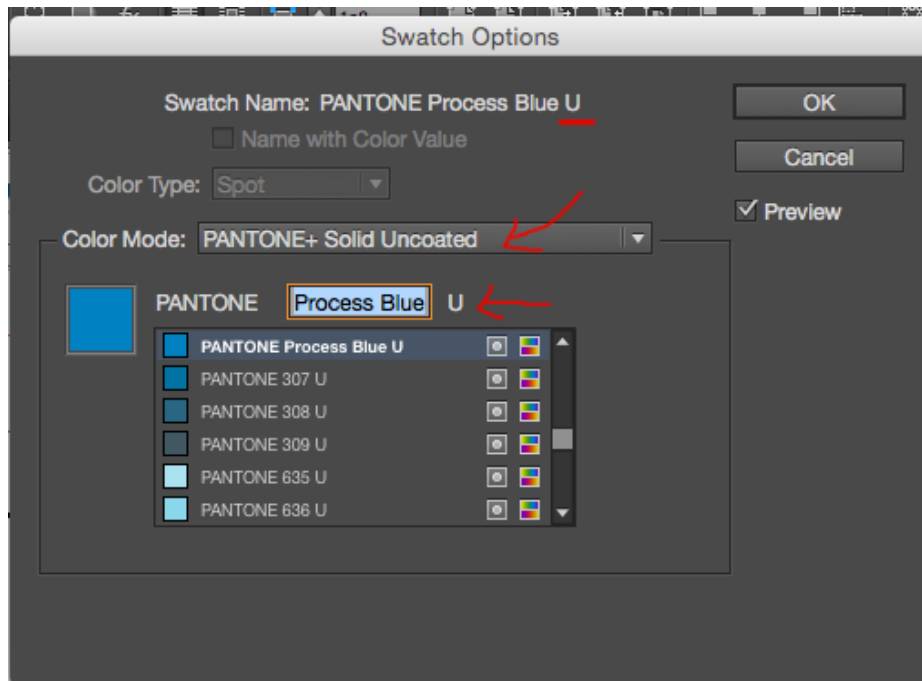 Swatch Options
Swatch Name: PANTONE Process Blue U
OK
Name with Color Value
Cancel
Color Type: Spot
Preview
Color Mode: PANTONE+ Solid Uncoated
PANTONE Process Blue U
PANTONE Process Blue U
PANTONE 307 U
PANTONE 308 U
PANTONE 309 U
PANTONE 635 U
PANTONE 636 U